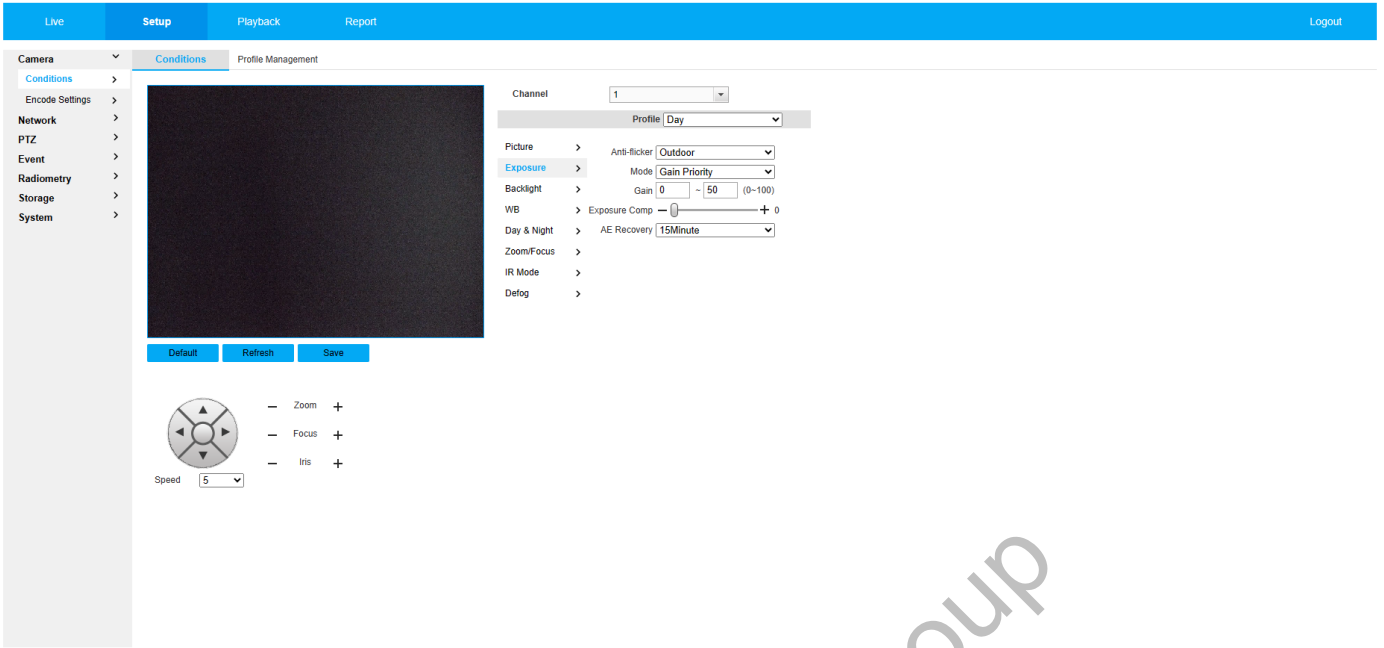 Live Setup Playback Report Logout
Camera
Conditions
Encode Settings
Network
PTZ
Event
Radiometry
Storage
System
Conditions Profile Management
Channel 1
Profile Day
Picture
Exposure
Backlight
WB
Day & Night
Zoom/Focus
IR Mode
Defog
Anti-flicker Outdoor
Mode Gain Priority
Gain 0 ~ 50 (0~100)
Exposure Comp 0
AE Recovery 15Minute
Default Refresh Save
Zoom
Focus
Iris
Speed 5